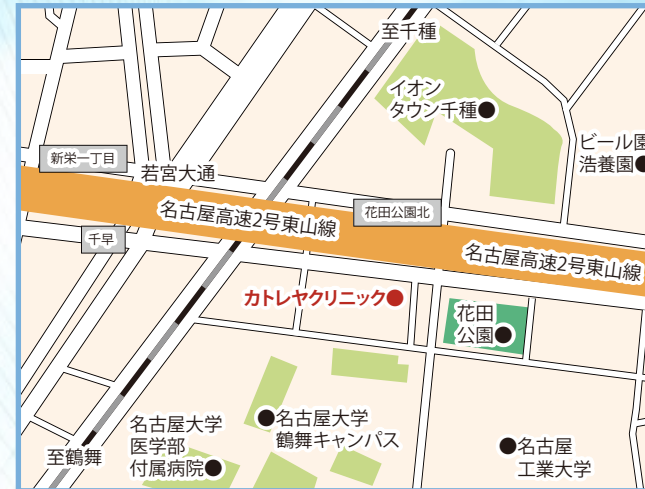 至千種
イオン
タウン千種
ビール園
浩養園
新栄一丁目
若宮大通
花田公園北
名古屋高速2号東山線
千早
名古屋高速2号東山線
カトレヤクリニック
花田
公園
名古屋大学
医学部
付属病院
名古屋大学
鶴舞キャンパス
至鶴舞
名古屋
工業大学